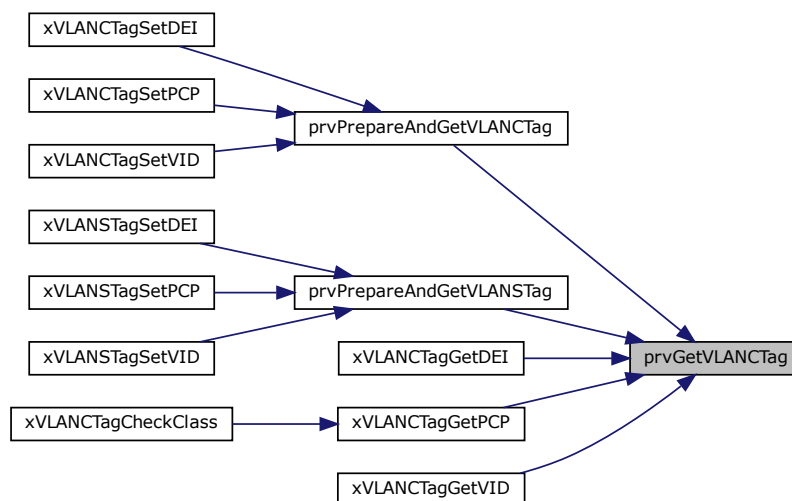 xVLANCTagSetDEI
xVLANCTagSetPCP
prvPrepareAndGetVLANCTag
xVLANCTagSetVID
xVLANSTagSetDEI
xVLANSTagSetPCP
prvPrepareAndGetVLANSTag
xVLANSTagSetVID
xVLANCTagGetDEI
prvGetVLANCTag
xVLANCTagCheckClass
xVLANCTagGetPCP
xVLANCTagGetVID